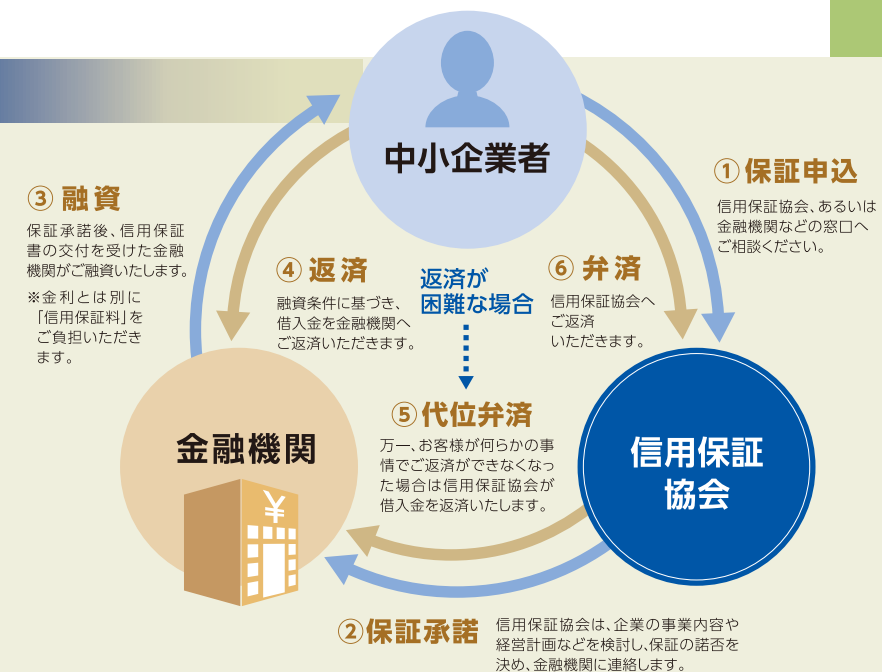 中小企業者
①保証申込
信用保証協会、あるいは
金融機関などの窓口へ
ご相談ください。
③ 融資
保証承諾後、信用保証
書の交付を受けた金融
機関がご融資いたします。
※金利とは別に
「信用保証料」を
ご負担いただき
ます。
④ 返済
融資条件に基づき、
借入金を金融機関へ
ご返済いただきます。
返済が
困難な場合
⑥ 弁済
信用保証協会へ
ご返済
いただきます。
⑤代位弁済
万一、お客様が何らかの事
情でご返済ができなくなっ
た場合は信用保証協会が
借入金を返済いたします。
金融機関
¥
信用保証
協会
②保証承諾
信用保証協会は、企業の事業内容や
経営計画などを検討し、保証の諾否を
決め、金融機関に連絡します。